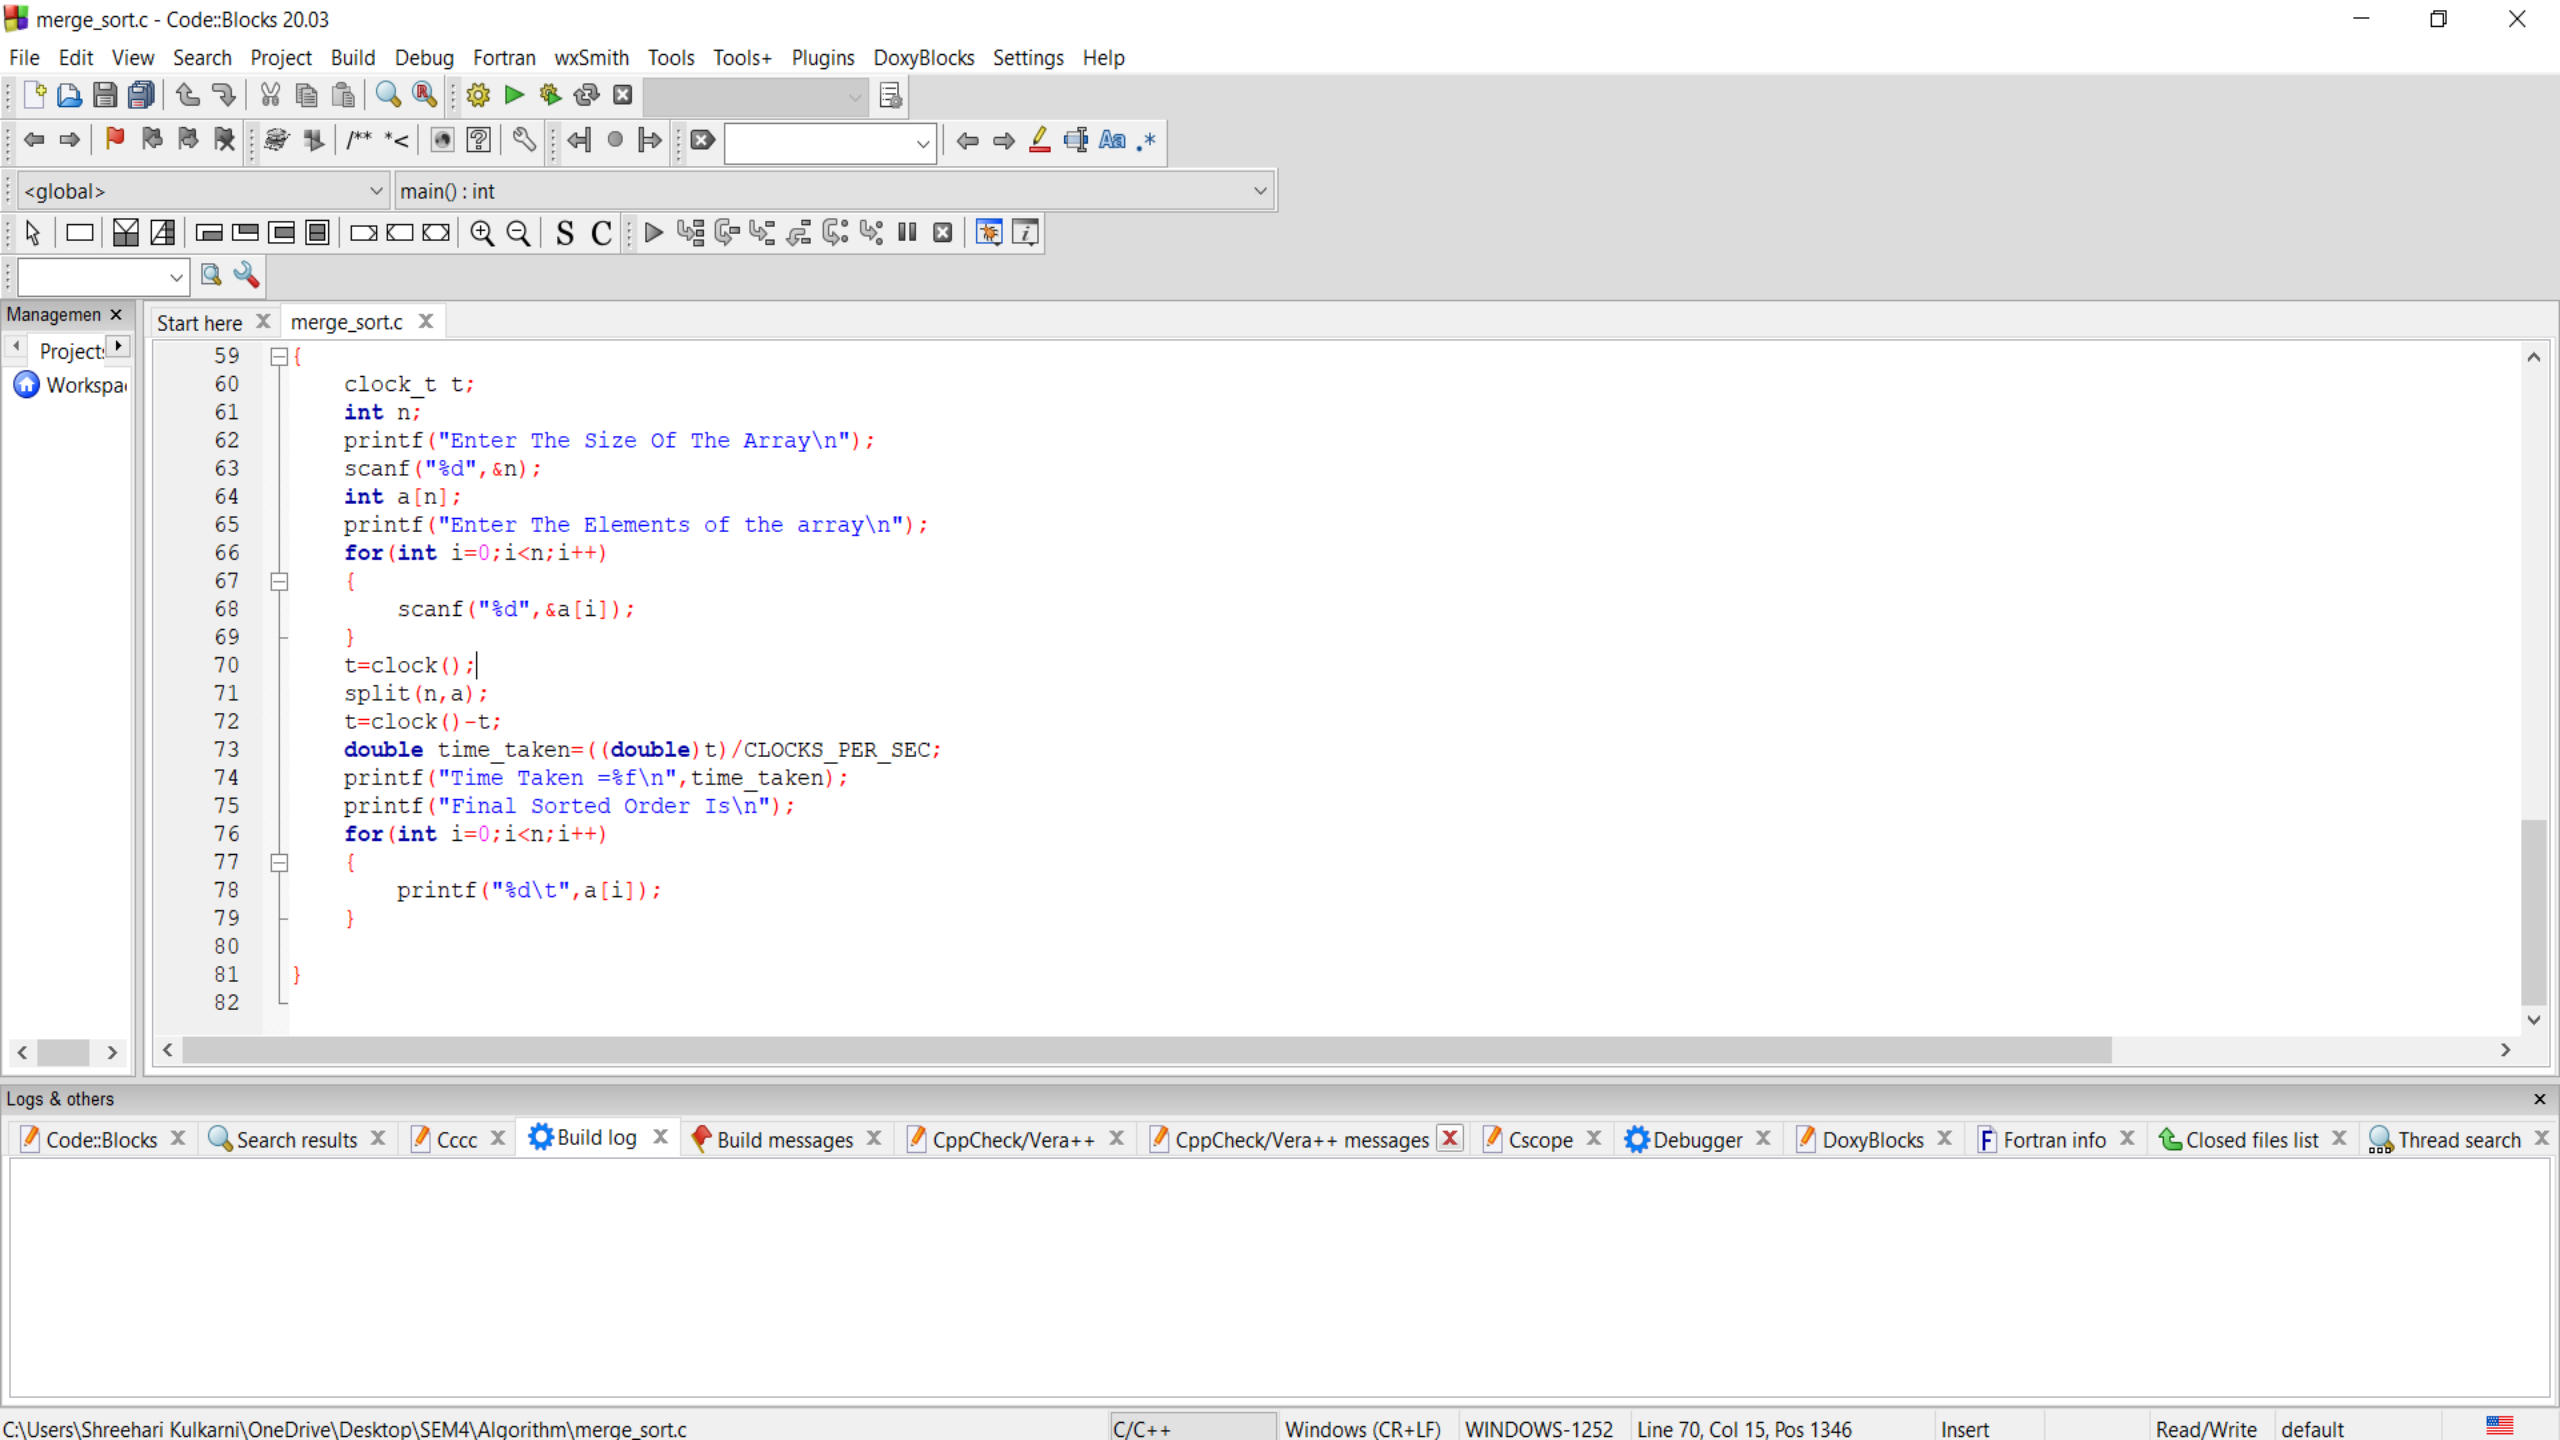 merge_sort.c - Code::Blocks 20.03
File Edit View Search Project Build Debug Fortran wxSmith Tools Tools+ Plugins DoxyBlocks Settings Help
/** *< Aa .*
<global> main() : int
S C
Managemen
Projects
Workspa
Start here merge_sort.c
59 {
60 clock_t t;
61 int n;
62 printf("Enter The Size Of The Array\n");
63 scanf("%d",&n);
64 int a[n];
65 printf("Enter The Elements of the array\n");
66 for(int i=0;i<n;i++)
67 {
68 scanf("%d",&a[i]);
69 }
70 t=clock();
71 split(n,a);
72 t=clock()-t;
73 double time_taken=((double)t)/CLOCKS_PER_SEC;
74 printf("Time Taken =%f\n",time_taken);
75 printf("Final Sorted Order Is\n");
76 for(int i=0;i<n;i++)
77 {
78 printf("%d\t",a[i]);
79 }
80
81 }
82
Logs & others
Code::Blocks Search results Cccc Build log Build messages CppCheck/Vera++ CppCheck/Vera++ messages Cscope Debugger DoxyBlocks Fortran info Closed files list Thread search
C:\Users\Shreehari Kulkarni\OneDrive\Desktop\SEM4\Algorithm\merge_sort.c C/C++ Windows (CR+LF) WINDOWS-1252 Line 70, Col 15, Pos 1346 Insert Read/Write default